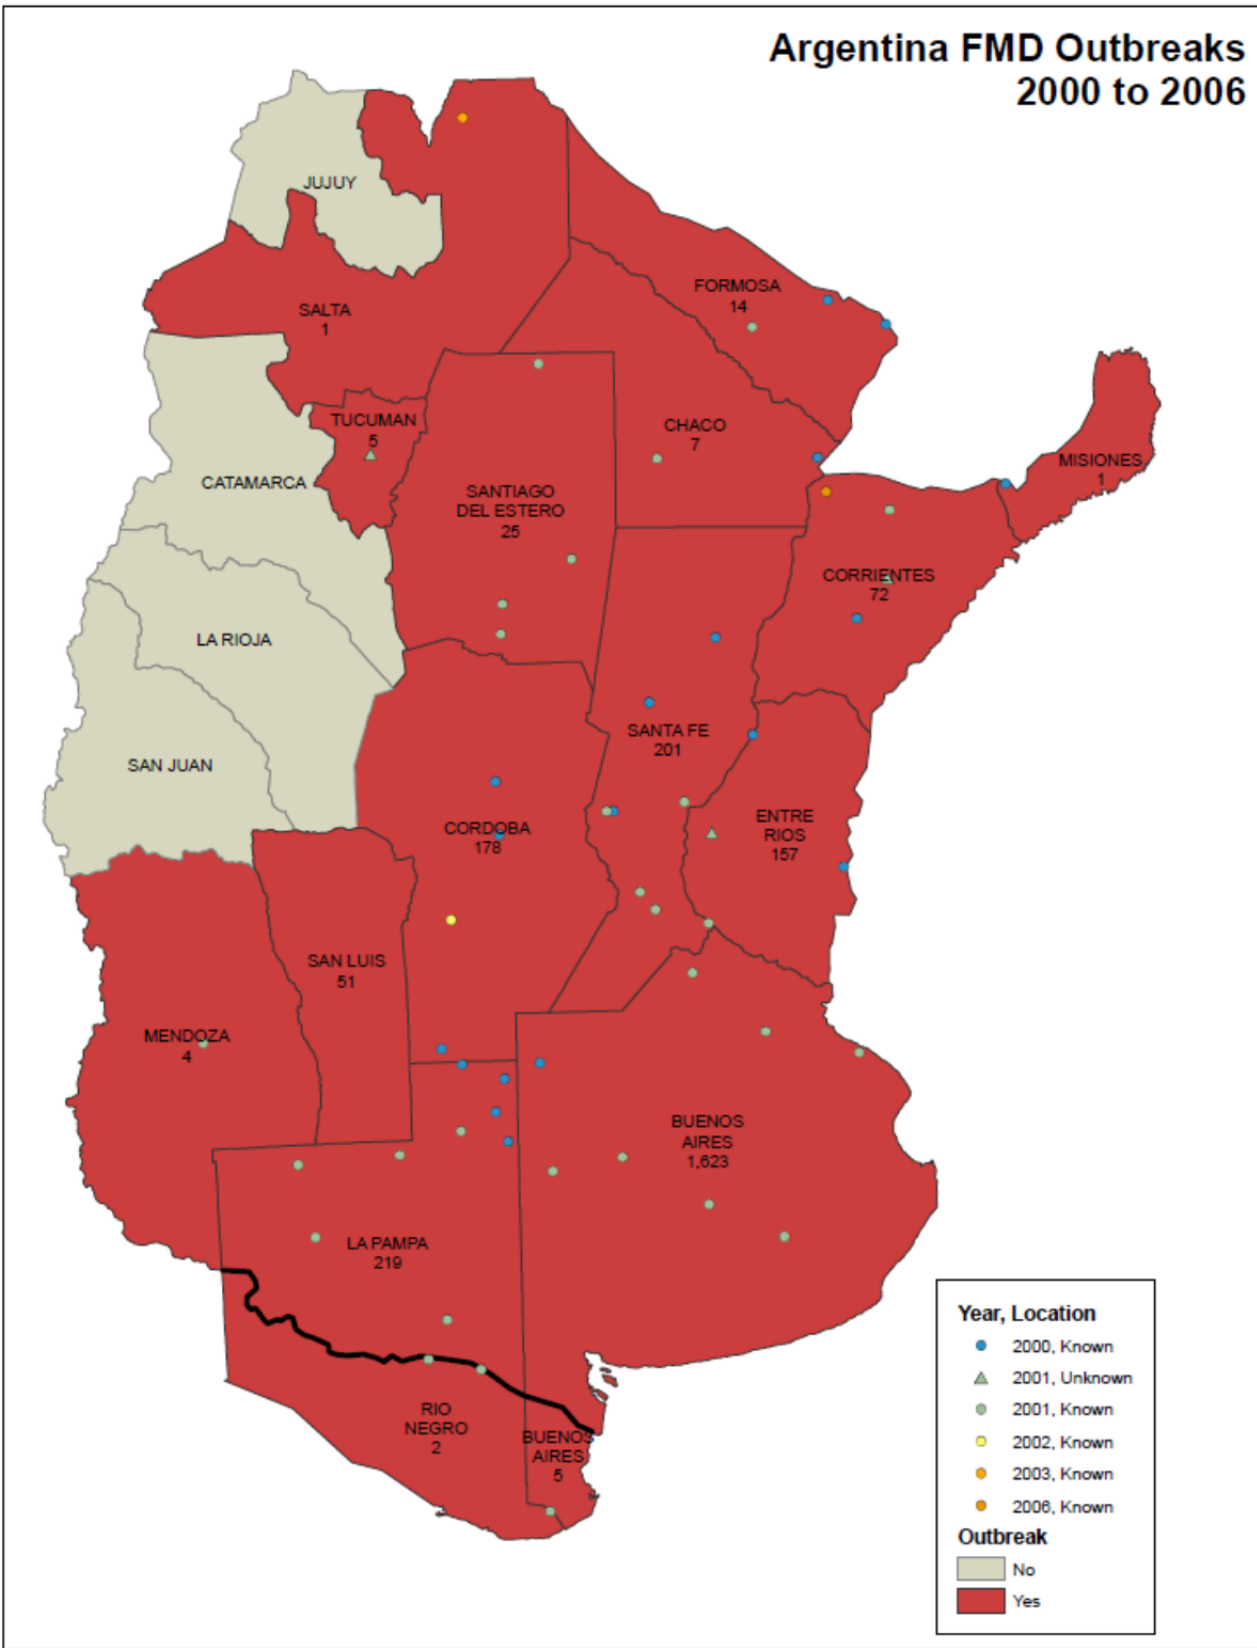 Argentina FMD Outbreaks
2000 to 2006
JUJUY
FORMOSA
14
SALTA
1
TUCUMAN
5
CHACO
7
MISIONES
1
CATAMARCA
SANTIAGO
DEL ESTERO
25
CORRIENTES
72
LA RIOJA
SANTA FE
201
SAN JUAN
CORDOBA
178
ENTRE
RIOS
157
SAN LUIS
51
MENDOZA
4
BUENOS
AIRES
1,623
LA PAMPA
219
RIO
NEGRO
2
BUENOS
AIRES
5
Year, Location
2000, Known
2001, Unknown
2001, Known
2002, Known
2003, Known
2006, Known
Outbreak
No
Yes